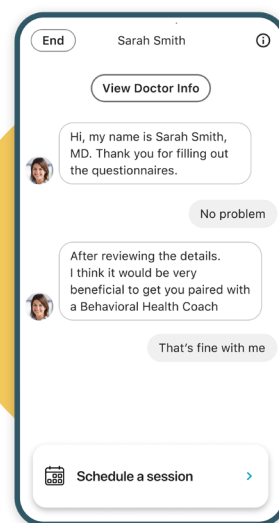 End
Sarah Smith
View Doctor Info
Hi, my name is Sarah Smith,
MD. Thank you for filling out
the questionnaires.
No problem
After reviewing the details.
I think it would be very
beneficial to get you paired with
a Behavioral Health Coach
That's fine with me
Schedule a session